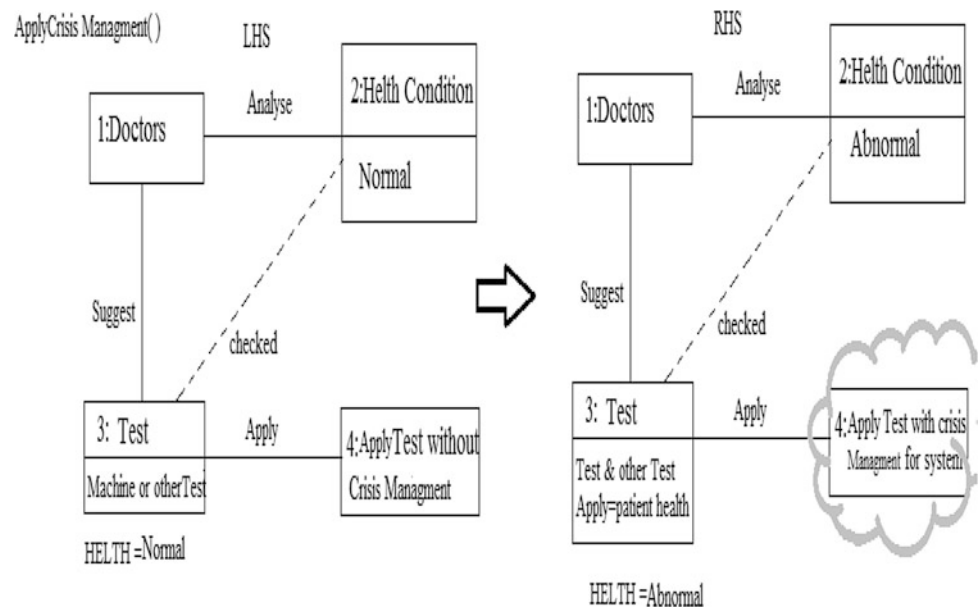 ApplyCrisis Managment( )
LHS
1:Doctors
Analyse
2:Helth Condition
Normal
Suggest
checked
3: Test
Machine or otherTest
Apply
4:ApplyTest without
Crisis Managment
HELTH =Normal
RHS
1:Doctors
Analyse
2:Helth Condition
Abnormal
Suggest
checked
3: Test
Test & other Test
Apply=patient health
Apply
4:Apply Test with crisis
Managment for system
HELTH =Abnormal